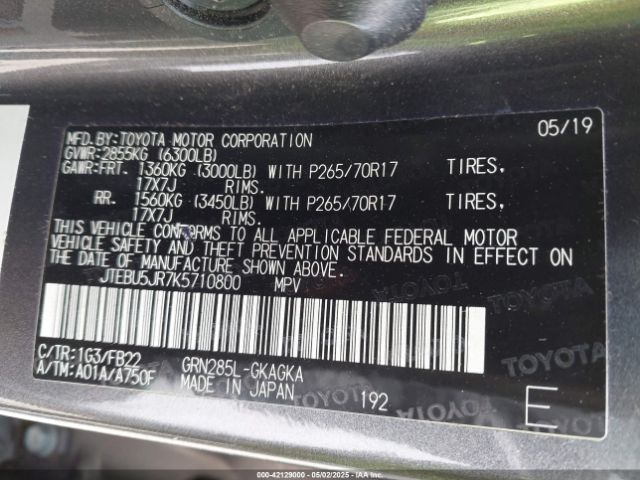 MFD.BY:TOYOTA MOTOR CORPORATION 05/19
GVWR:2855KG (6300LB)
GAWR:FRT. 1360KG (3000LB) WITH P265/70R17 TIRES,
17X7J RIMS.
RR. 1560KG (3450LB) WITH P265/70R17 TIRES,
17X7J RIMS.
THIS VEHICLE CONFORMS TO ALL APPLICABLE FEDERAL MOTOR
VEHICLE SAFETY AND THEFT PREVENTION STANDARDS IN EFFECT ON
THE DATE OF MANUFACTURE SHOWN ABOVE.
JTEBU5JR7K5710800 MPV
C/TR:1G3/FB22 GRN285L-GKAGKA
A/TM:A01A/A750F MADE IN JAPAN 192 E
TOYOTA
TOYOTA
TOYOTA
000-42129000 - 05/02/2025 - IAAI.COM